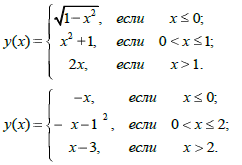 y(x) = { √(1−x²), если x ≤ 0;
x² + 1, если 0 < x ≤ 1;
2x, если x > 1.
y(x) = { −x, если x ≤ 0;
− x −1 ², если 0 < x ≤ 2;
x − 3, если x > 2.